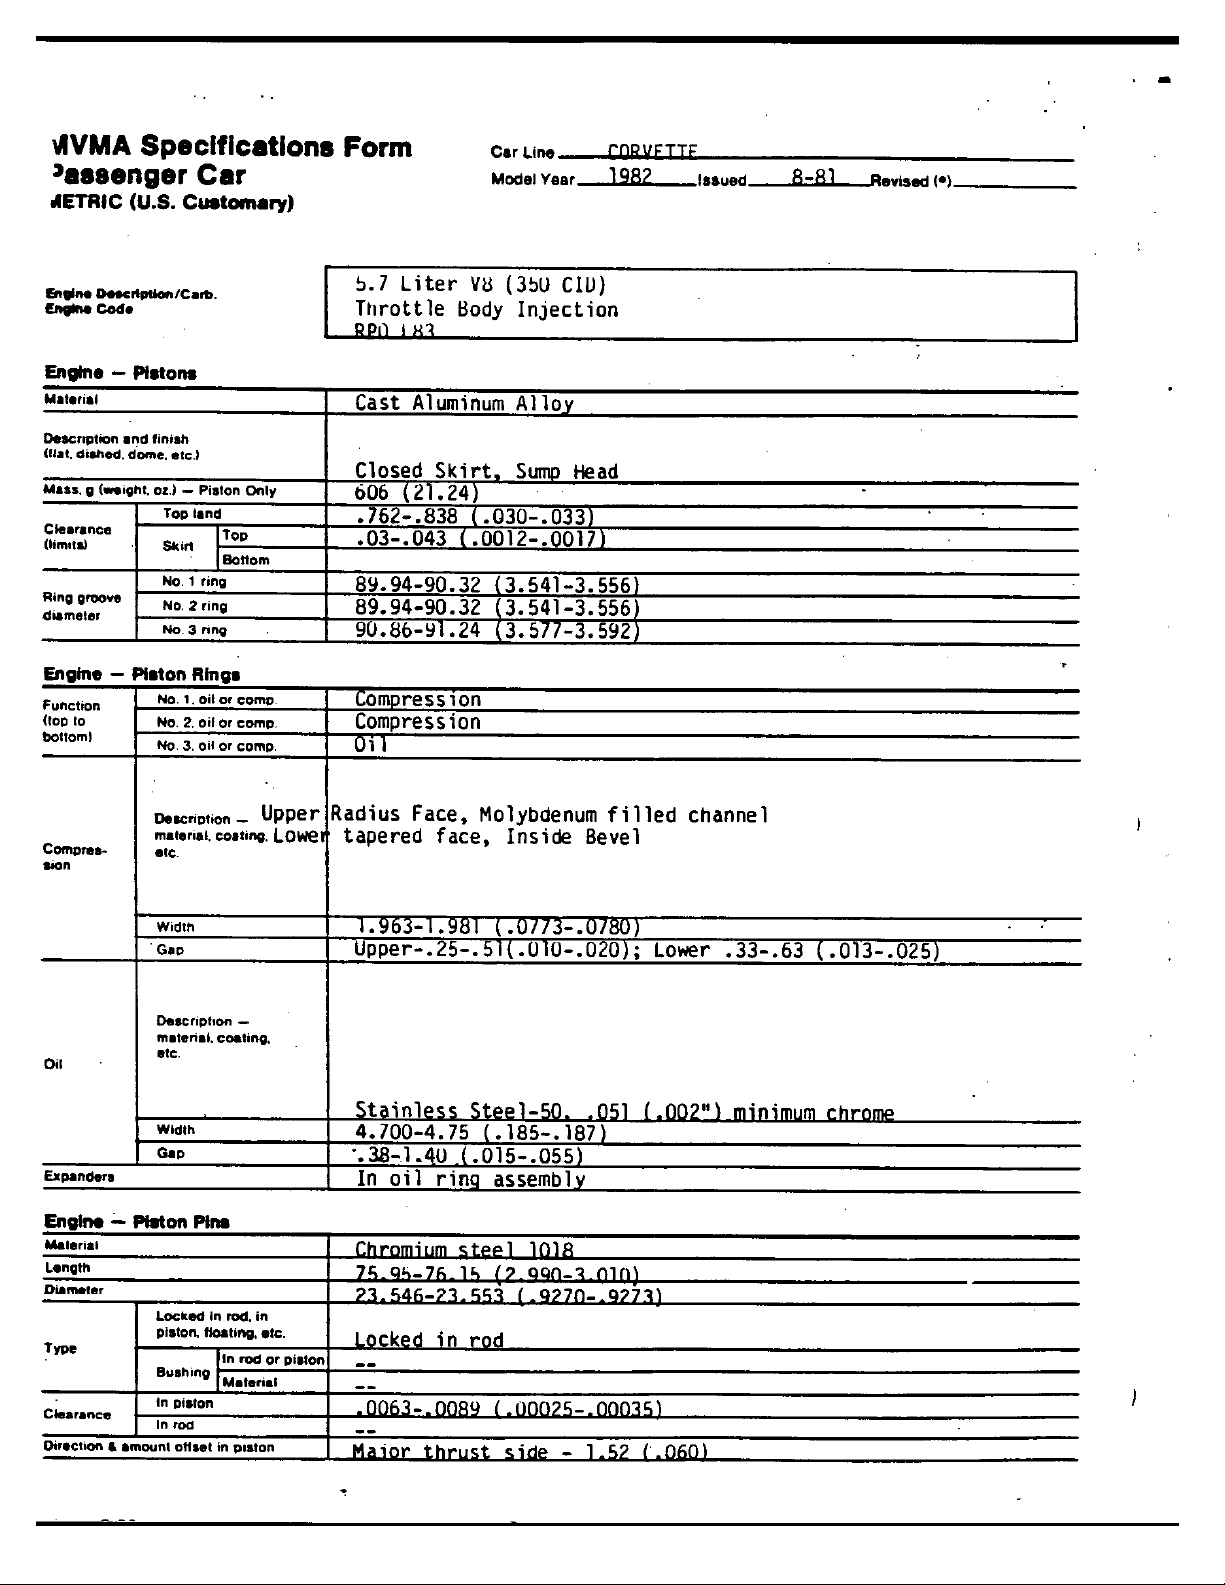 MVMA Specifications Form
Passenger Car
METRIC (U.S. Customary)
Car Line CORVETTE
Model Year 1982 Issued 8-81 Revised (•)
Engine Description/Carb.
Engine Code
5.7 Liter V8 (350 CID)
Throttle Body Injection
RPO L83
Engine — Pistons
Material Cast Aluminum Alloy
Description and finish
(flat, dished, dome, etc.)
Closed Skirt, Sump Head
Mass, g (weight, oz.) — Piston Only 606 (21.24)
Clearance
(limits)
Top land .762-.838 (.030-.033)
Skirt Top .03-.043 (.0012-.0017)
Bottom
Ring groove
diameter
No. 1 ring 89.94-90.32 (3.541-3.556)
No. 2 ring 89.94-90.32 (3.541-3.556)
No. 3 ring 90.86-91.24 (3.577-3.592)
Engine — Piston Rings
Function
(top to
bottom)
No. 1, oil or comp. Compression
No. 2, oil or comp. Compression
No. 3, oil or comp. Oil
Compres-
sion
Description — Upper Radius Face, Molybdenum filled channel
material, coating, Lower tapered face, Inside Bevel
etc.
Width 1.963-1.981 (.0773-.0780)
Gap Upper-.25-.51(.010-.020); Lower .33-.63 (.013-.025)
Oil
Description —
material, coating,
etc.
Stainless Steel-50. .051 (.002") minimum chrome
Width 4.700-4.75 (.185-.187)
Gap .38-1.40 (.015-.055)
Expanders In oil ring assembly
Engine — Piston Pins
Material Chromium steel 1018
Length 75.95-76.15 (2.990-3.010)
Diameter 23.546-23.553 (.9270-.9273)
Type
Locked in rod, in
piston, floating, etc. Locked in rod
Bushing In rod or piston --
Material --
Clearance
In piston .0063-.0089 (.00025-.00035)
In rod --
Direction & amount offset in piston Major thrust side - 1.52 (.060)